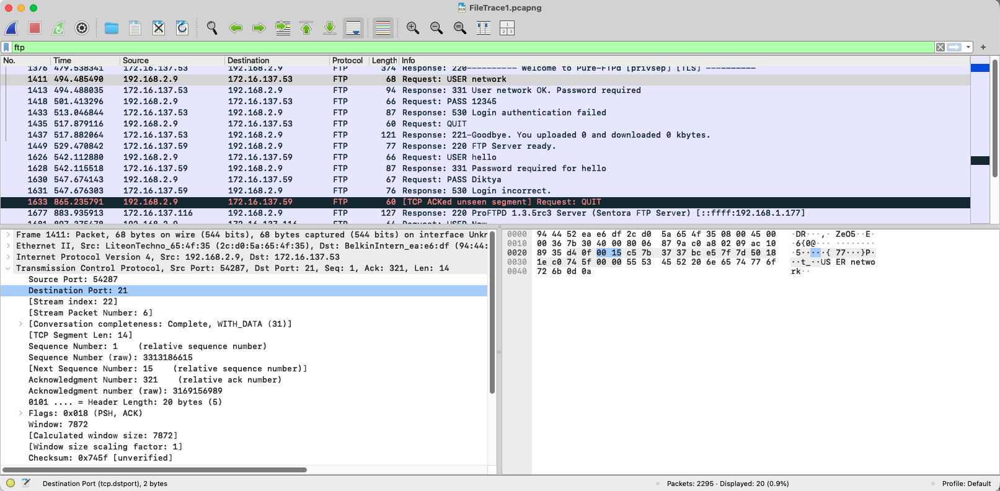 FileTrace1.pcapng
ftp
No. Time Source Destination Protocol Length Info
1376 479.538341 172.16.137.53 192.168.2.9 FTP 374 Response: 220---------- Welcome to Pure-FTPd [privsep] [TLS] ----------
1411 494.485490 192.168.2.9 172.16.137.53 FTP 68 Request: USER network
1413 494.488035 172.16.137.53 192.168.2.9 FTP 94 Response: 331 User network OK. Password required
1418 501.413296 192.168.2.9 172.16.137.53 FTP 66 Request: PASS 12345
1433 513.046844 172.16.137.53 192.168.2.9 FTP 87 Response: 530 Login authentication failed
1435 517.879116 192.168.2.9 172.16.137.53 FTP 60 Request: QUIT
1437 517.882064 172.16.137.53 192.168.2.9 FTP 121 Response: 221-Goodbye. You uploaded 0 and downloaded 0 kbytes.
1449 529.470842 172.16.137.59 192.168.2.9 FTP 77 Response: 220 FTP Server ready.
1626 542.112880 192.168.2.9 172.16.137.59 FTP 66 Request: USER hello
1628 542.115518 172.16.137.59 192.168.2.9 FTP 87 Response: 331 Password required for hello
1630 547.674143 192.168.2.9 172.16.137.59 FTP 67 Request: PASS Diktya
1631 547.676303 172.16.137.59 192.168.2.9 FTP 76 Response: 530 Login incorrect.
1633 865.235791 192.168.2.9 172.16.137.59 FTP 60 [TCP ACKed unseen segment] Request: QUIT
1677 883.935913 172.16.137.116 192.168.2.9 FTP 127 Response: 220 ProFTPD 1.3.5rc3 Server (Sentora FTP Server) [::ffff:192.168.1.177]
Frame 1411: Packet, 68 bytes on wire (544 bits), 68 bytes captured (544 bits) on interface Unkn
Ethernet II, Src: LiteonTechno_65:4f:35 (2c:d0:5a:65:4f:35), Dst: BelkinIntern_ea:e6:df (94:44:
Internet Protocol Version 4, Src: 192.168.2.9, Dst: 172.16.137.53
Transmission Control Protocol, Src Port: 54287, Dst Port: 21, Seq: 1, Ack: 321, Len: 14
Source Port: 54287
Destination Port: 21
[Stream index: 22]
[Stream Packet Number: 6]
[Conversation completeness: Complete, WITH_DATA (31)]
[TCP Segment Len: 14]
Sequence Number: 1 (relative sequence number)
Sequence Number (raw): 3313186615
[Next Sequence Number: 15 (relative sequence number)]
Acknowledgment Number: 321 (relative ack number)
Acknowledgment number (raw): 3169156989
0101 .... = Header Length: 20 bytes (5)
Flags: 0x018 (PSH, ACK)
Window: 7872
[Calculated window size: 7872]
[Window size scaling factor: 1]
Checksum: 0x745f [unverified]
0000 94 44 52 ea e6 df 2c d0 5a 65 4f 35 08 00 45 00 ·DR···,· ZeO5··E·
0010 00 36 7b 30 40 00 80 06 87 9a c0 a8 02 09 ac 10 ·6{0@··· ········
0020 89 35 d4 0f 00 15 c5 7b 37 37 bc e5 7f 7d 50 18 ·5·····{ 77···}P·
0030 1e c0 74 5f 00 00 55 53 45 52 20 6e 65 74 77 6f ··t_··US ER netwo
0040 72 6b 0d 0a rk··
Destination Port (tcp.dstport), 2 bytes
Packets: 2295 · Displayed: 20 (0.9%)
Profile: Default